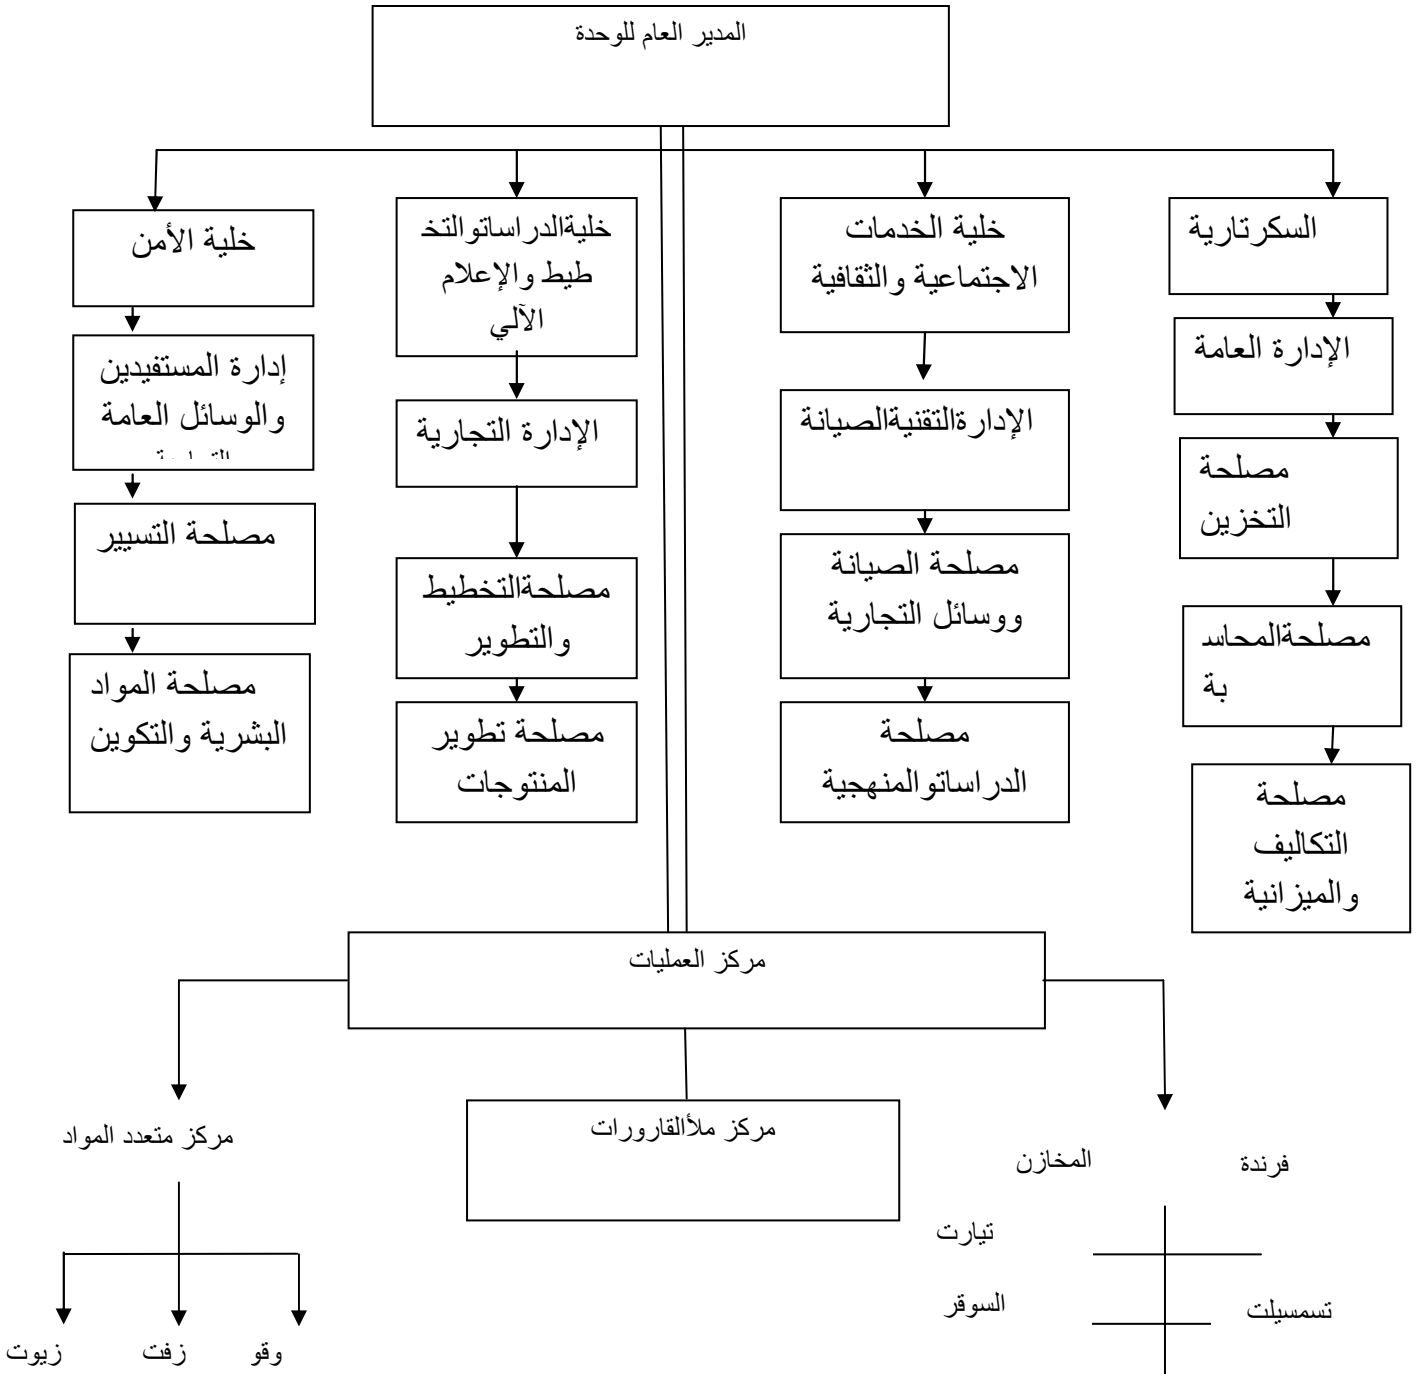 المدير العام للوحدة
السكرتارية
خلية الخدمات
الاجتماعية والثقافية
خليةالدراساتوالتخ
طيط والإعلام
الآلي
خلية الأمن
الإدارة العامة
الإدارةالتقنيةالصيانة
الإدارة التجارية
إدارة المستفيدين
والوسائل العامة
مصلحة
التخزين
مصلحة الصيانة
ووسائل التجارية
مصلحةالتخطيط
والتطوير
مصلحة التسيير
مصلحةالمحاسد
بة
مصلحة
الدراساتوالمنهجية
مصلحة تطوير
المنتوجات
مصلحة المواد
البشرية والتكوين
مصلحة
التكاليف
والميزانية
مركز العمليات
مركز ملأالقارورات
مركز متعدد المواد
فرندة
المخازن
تيارت
تسمسيلت
السوقر
وقو
زفت
زيوت